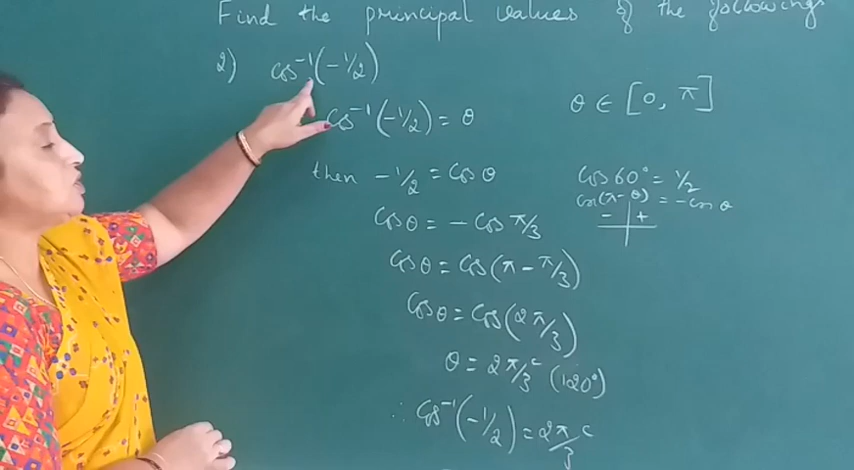 Find the principal values of the followings
2) cos⁻¹(-1/2)
cos⁻¹(-1/2) = θ
θ ∈ [0, π]
then -1/2 = cos θ
cos 60° = 1/2
cos(π - θ) = -cos θ
- | +
cos θ = - cos π/3
cos θ = cos(π - π/3)
cos θ = cos(2π/3)
θ = 2π/3ᶜ (120°)
∴ cos⁻¹(-1/2) = 2π/3ᶜ